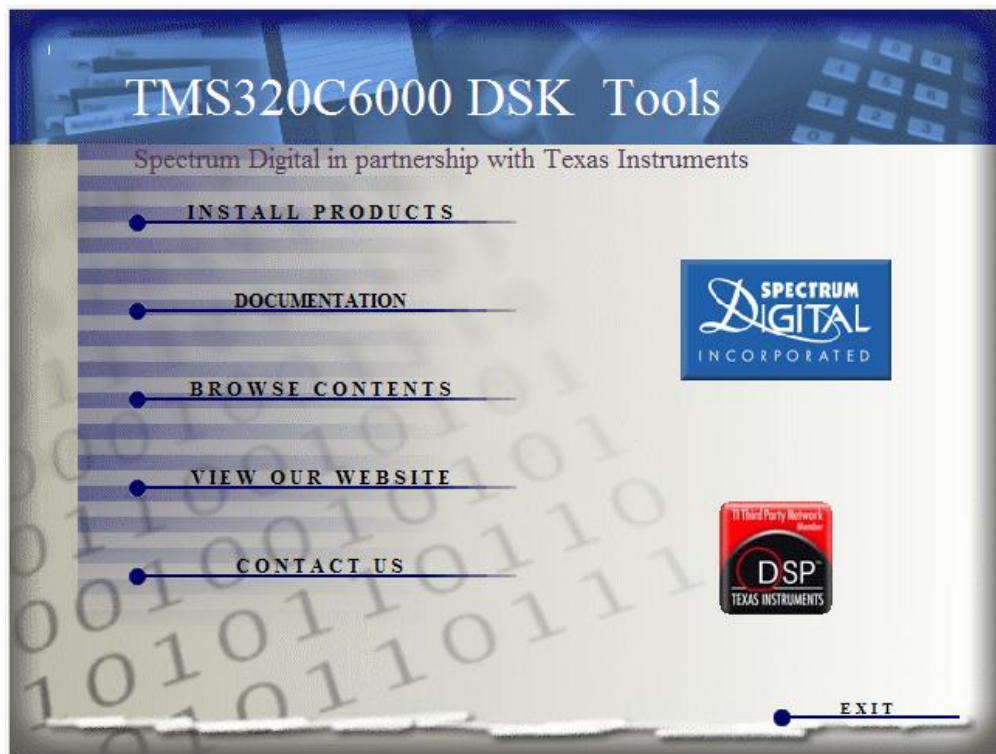 TMS320C6000 DSK Tools
Spectrum Digital in partnership with Texas Instruments
INSTALL PRODUCTS
DOCUMENTATION
BROWSE CONTENTS
VIEW OUR WEBSITE
CONTACT US
SPECTRUM
DIGITAL
INCORPORATED
TI Third Party Network
Member
DSP™
TEXAS INSTRUMENTS
EXIT